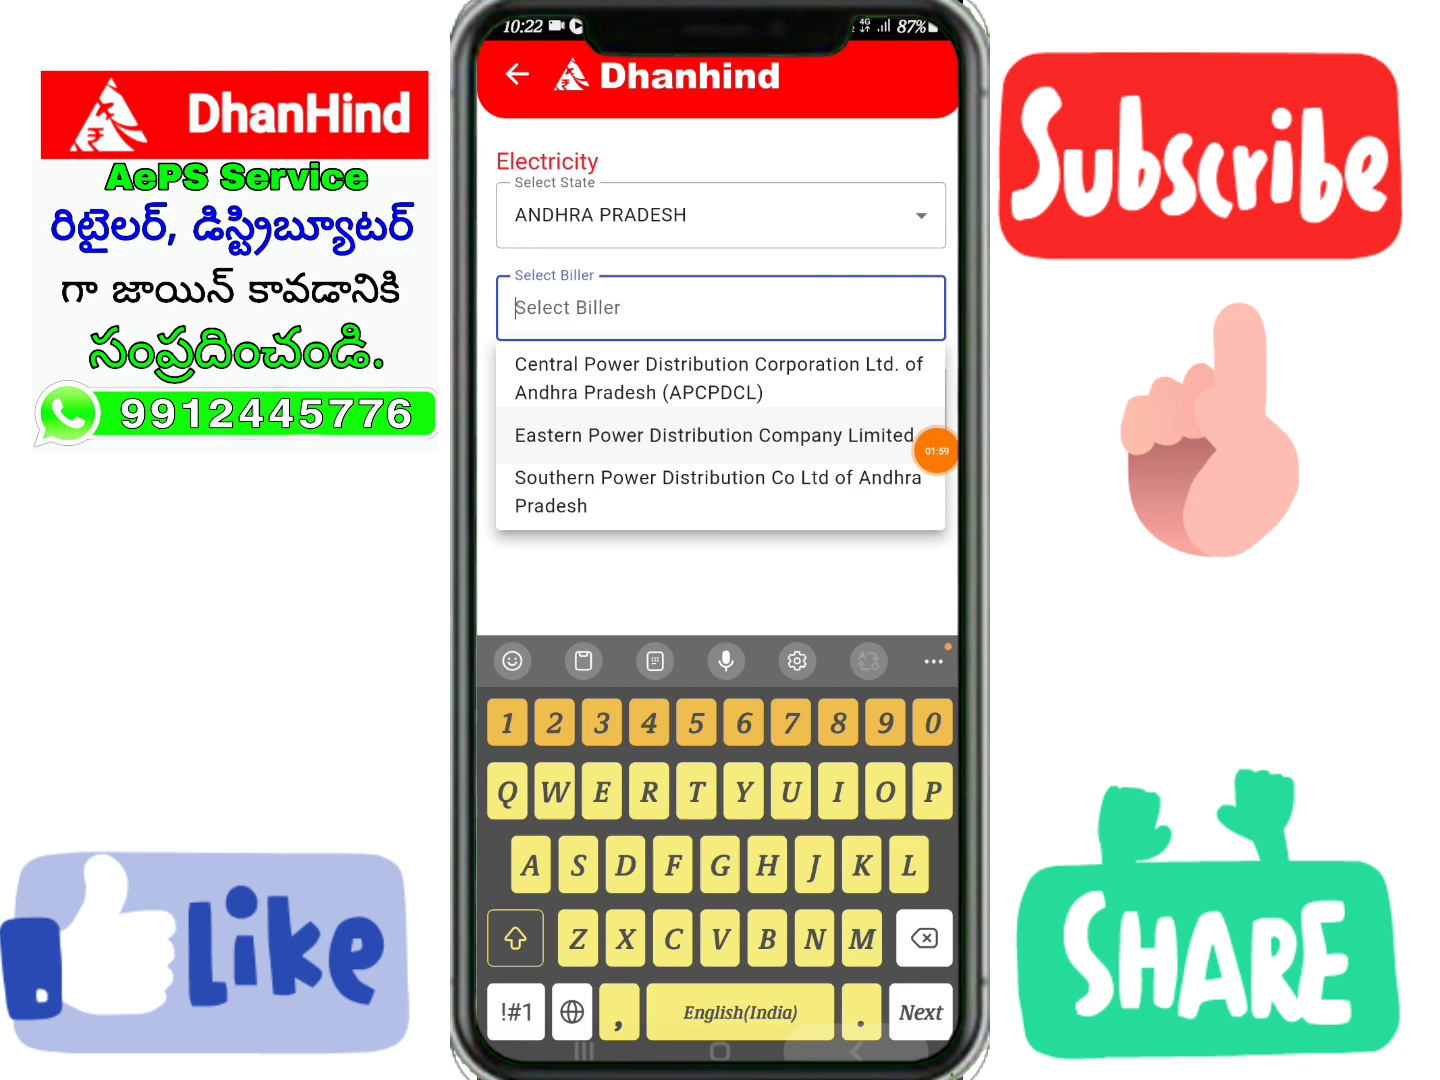 DhanHind
AePS Service
రిటైలర్, డిస్ట్రిబ్యూటర్
గా జాయిన్ కావడానికి
సంప్రదించండి.
9912445776
10:22
4G
87%
Dhanhind
Electricity
Select State
ANDHRA PRADESH
Select Biller
Select Biller
Central Power Distribution Corporation Ltd. of
Andhra Pradesh (APCPDCL)
Eastern Power Distribution Company Limited
01:59
Southern Power Distribution Co Ltd of Andhra
Pradesh
1 2 3 4 5 6 7 8 9 0
Q W E R T Y U I O P
A S D F G H J K L
Z X C V B N M
!#1 , English(India) . Next
Subscribe
Like
SHARE